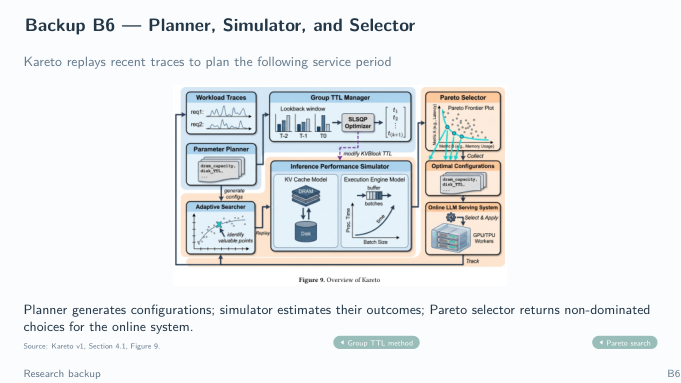 Backup B6 — Planner, Simulator, and Selector
Kareto replays recent traces to plan the following service period
Workload Traces
req1:
req2:
Parameter Planner
dram_capacity,
disk_TTL,
generate
configs
Adaptive Searcher
identify
valuable points
Replay
Group TTL Manager
Lookback window
T-2
T-1
T0
SLSQP
Optimizer
t1
t2
modify KVBlock TTL
Inference Performance Simulator
KV Cache Model
DRAM
Disk
Execution Engine Model
buffer
batches
Proc. Time
time
Batch Size
Pareto Selector
Pareto Frontier Plot
Collect
Optimal Configurations
dram_capacity,
disk_TTL,
Online LLM Serving System
Select & Apply
GPU/TPU
Workers
Track
Figure 9. Overview of Kareto
Planner generates configurations; simulator estimates their outcomes; Pareto selector returns non-dominated
choices for the online system.
Source: Kareto v1, Section 4.1, Figure 9.
Group TTL method
Pareto search
Research backup
B6